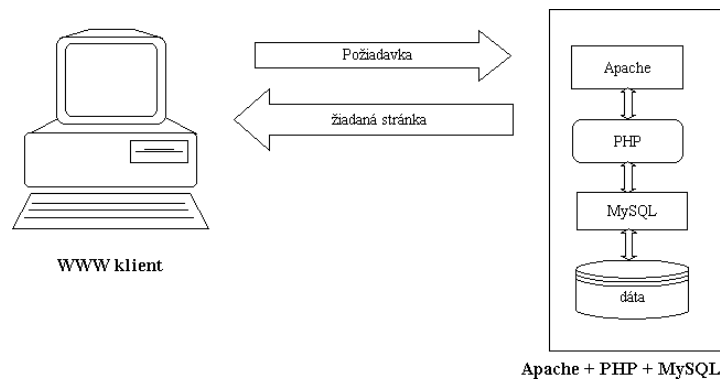 Požiadavka
žiadaná stránka
WWW klient
Apache
PHP
MySQL
dáta
Apache + PHP + MySQL